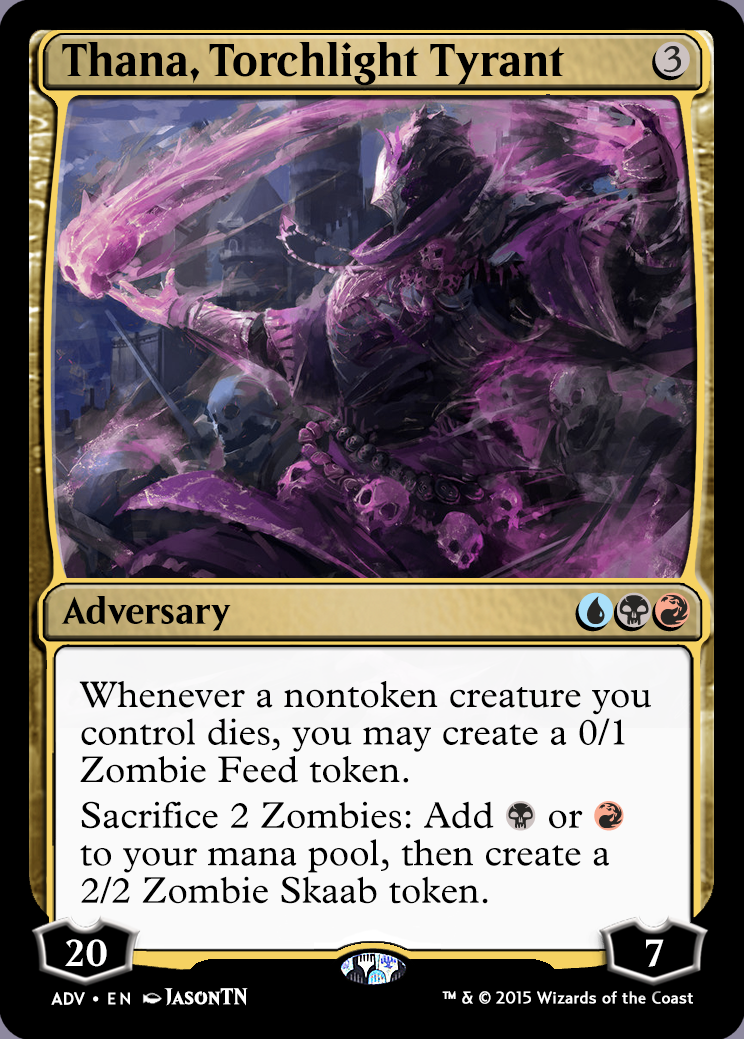 Thana, Torchlight Tyrant 3
Adversary
Whenever a nontoken creature you
control dies, you may create a 0/1
Zombie Feed token.
Sacrifice 2 Zombies: Add or
to your mana pool, then create a
2/2 Zombie Skaab token.
20 7
ADV • EN JASONTN ™ & © 2015 Wizards of the Coast